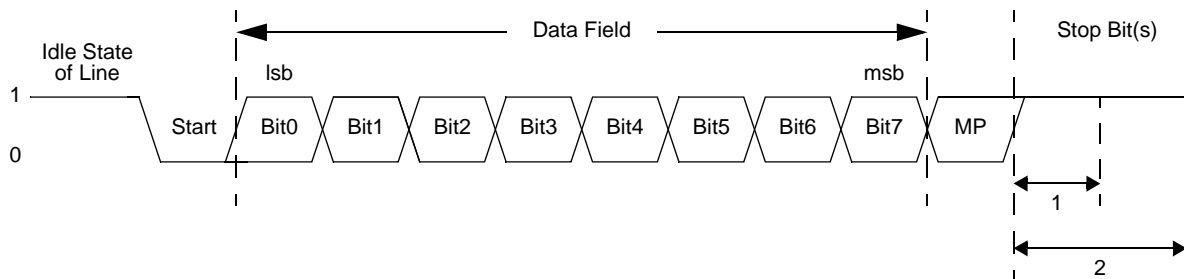 Data Field
Stop Bit(s)
Idle State
of Line
lsb
msb
1
Start
Bit0
Bit1
Bit2
Bit3
Bit4
Bit5
Bit6
Bit7
MP
0
1
2